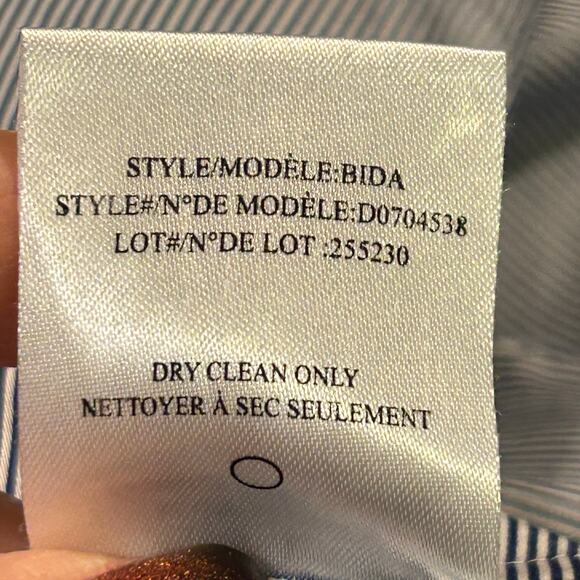 STYLE/MODÈLE:BIDA
STYLE#/N°DE MODÈLE:D0704538
LOT#/N°DE LOT :255230
DRY CLEAN ONLY
NETTOYER À SEC SEULEMENT